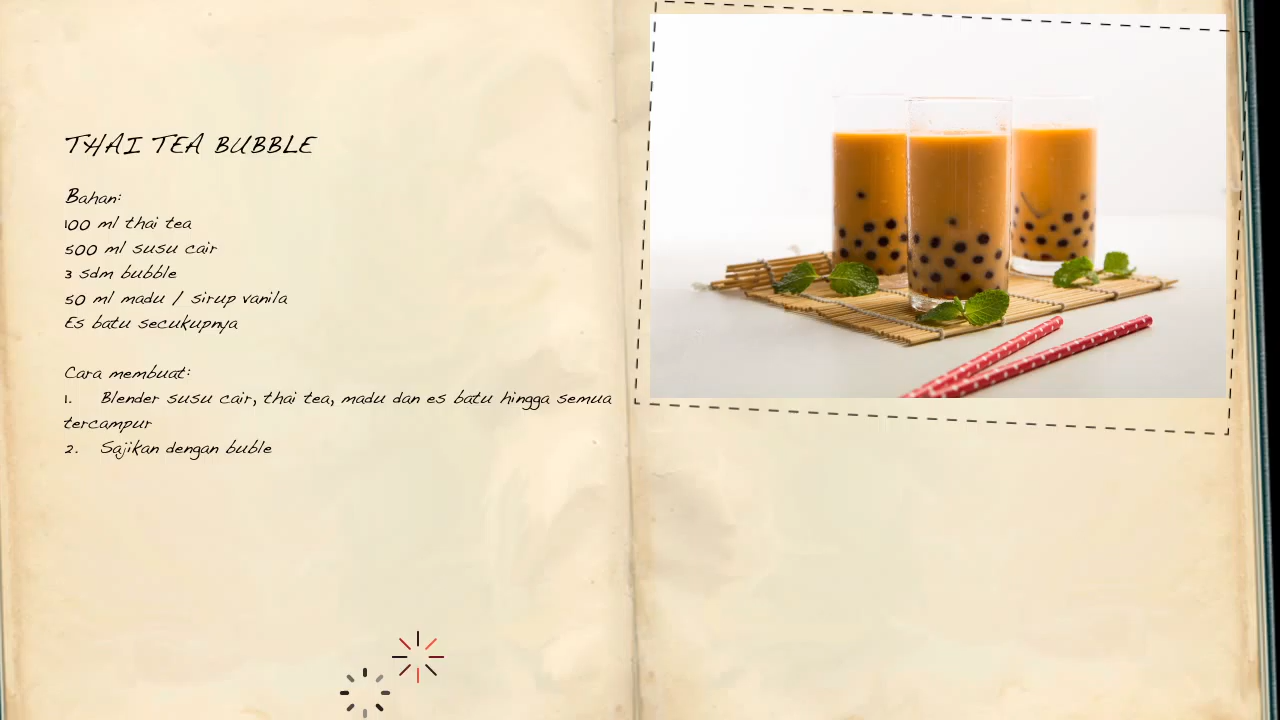 THAI TEA BUBBLE
Bahan:
100 ml thai tea
500 ml susu cair
3 sdm bubble
50 ml madu / sirup vanila
Es batu secukupnya
Cara membuat:
1. Blender susu cair, thai tea, madu dan es batu hingga semua
tercampur
2. Sajikan dengan buble